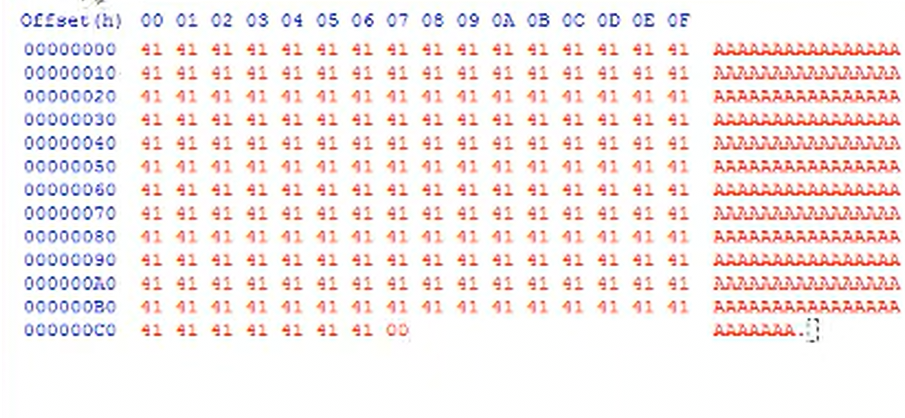 Offset(h) 00 01 02 03 04 05 06 07 08 09 0A 0B 0C 0D 0E 0F
00000000 41 41 41 41 41 41 41 41 41 41 41 41 41 41 41 41 AAAAAAAAAAAAAAAA
00000010 41 41 41 41 41 41 41 41 41 41 41 41 41 41 41 41 AAAAAAAAAAAAAAAA
00000020 41 41 41 41 41 41 41 41 41 41 41 41 41 41 41 41 AAAAAAAAAAAAAAAA
00000030 41 41 41 41 41 41 41 41 41 41 41 41 41 41 41 41 AAAAAAAAAAAAAAAA
00000040 41 41 41 41 41 41 41 41 41 41 41 41 41 41 41 41 AAAAAAAAAAAAAAAA
00000050 41 41 41 41 41 41 41 41 41 41 41 41 41 41 41 41 AAAAAAAAAAAAAAAA
00000060 41 41 41 41 41 41 41 41 41 41 41 41 41 41 41 41 AAAAAAAAAAAAAAAA
00000070 41 41 41 41 41 41 41 41 41 41 41 41 41 41 41 41 AAAAAAAAAAAAAAAA
00000080 41 41 41 41 41 41 41 41 41 41 41 41 41 41 41 41 AAAAAAAAAAAAAAAA
00000090 41 41 41 41 41 41 41 41 41 41 41 41 41 41 41 41 AAAAAAAAAAAAAAAA
000000A0 41 41 41 41 41 41 41 41 41 41 41 41 41 41 41 41 AAAAAAAAAAAAAAAA
000000B0 41 41 41 41 41 41 41 41 41 41 41 41 41 41 41 41 AAAAAAAAAAAAAAAA
000000C0 41 41 41 41 41 41 41 00 AAAAAAA.